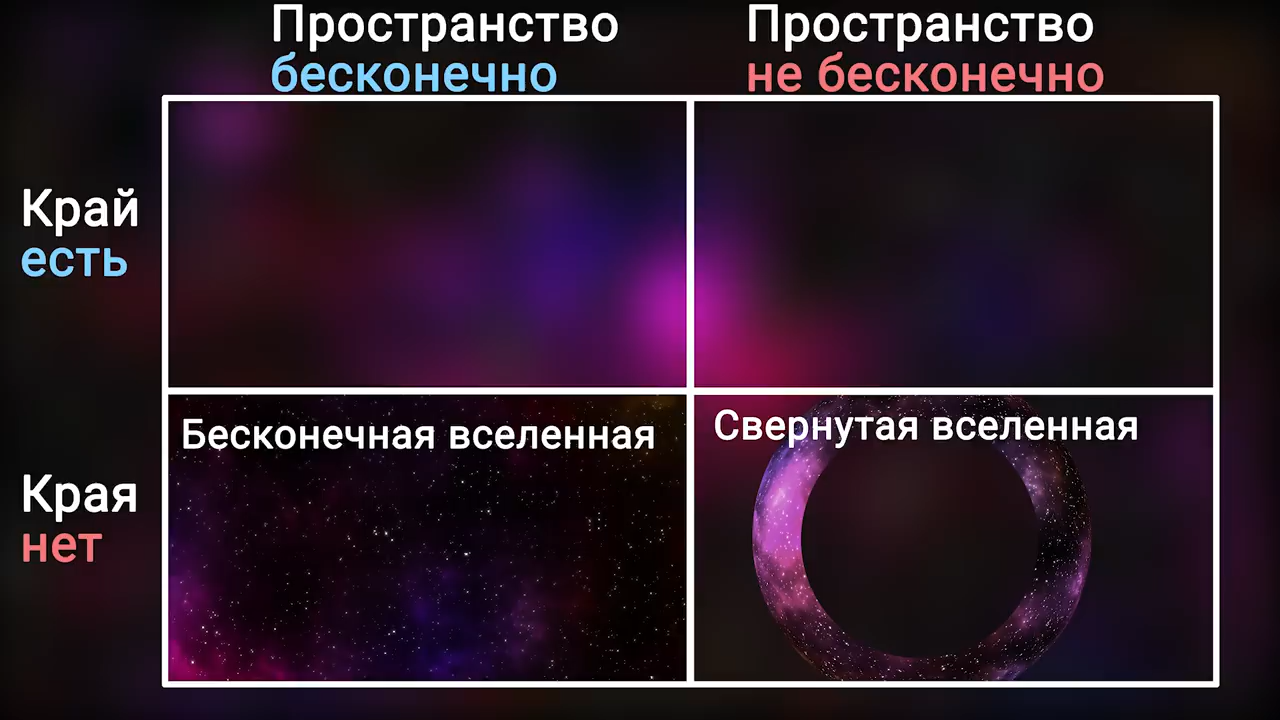 Пространство
бесконечно
Пространство
не бесконечно
Край
есть
Бесконечная вселенная
Свернутая вселенная
Края
нет